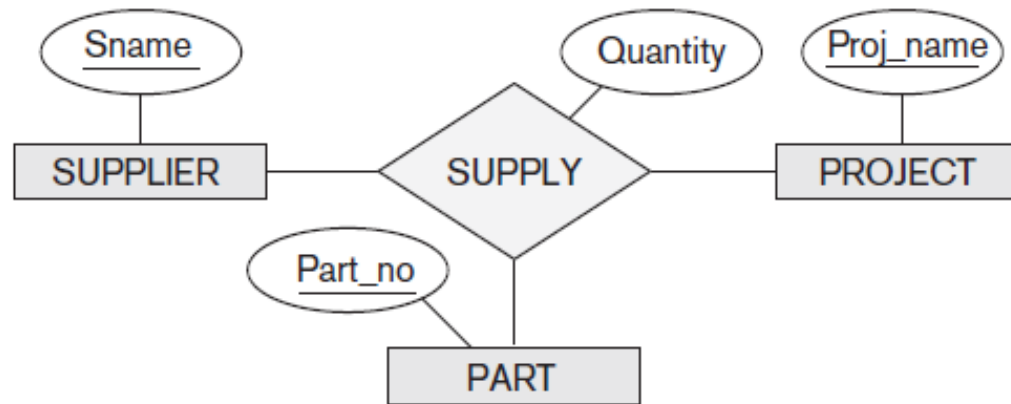 Sname
Quantity
Proj_name
SUPPLIER
SUPPLY
PROJECT
Part_no
PART